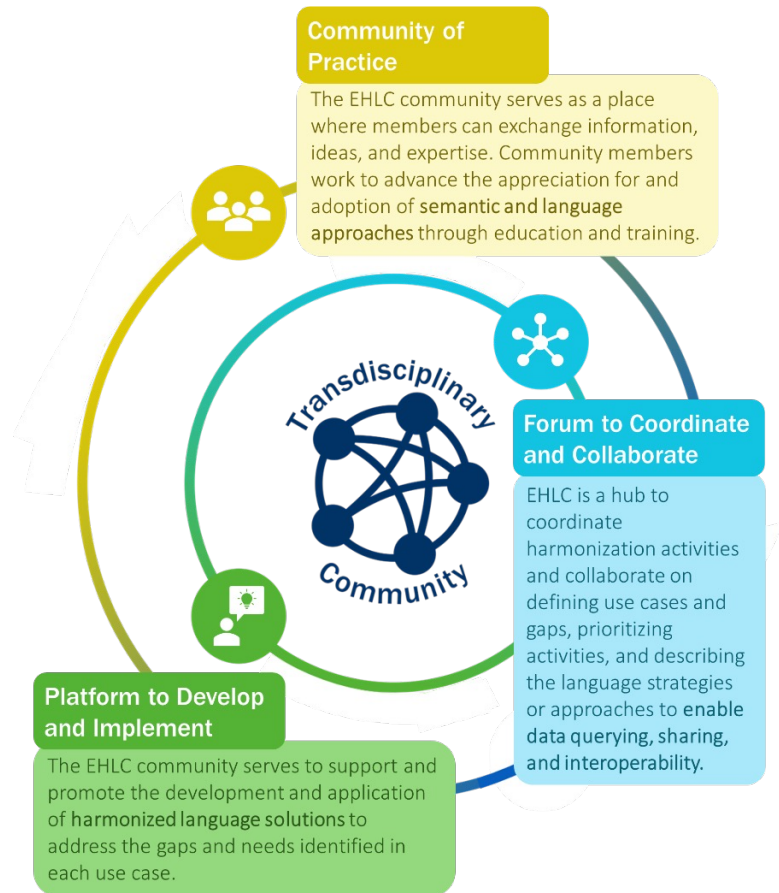 Community of
Practice
The EHLC community serves as a place
where members can exchange information,
ideas, and expertise. Community members
work to advance the appreciation for and
adoption of semantic and language
approaches through education and training.
Transdisciplinary
Community
Forum to Coordinate
and Collaborate
EHLC is a hub to
coordinate
harmonization activities
and collaborate on
defining use cases and
gaps, prioritizing
activities, and describing
the language strategies
or approaches to enable
data querying, sharing,
and interoperability.
Platform to Develop
and Implement
The EHLC community serves to support and
promote the development and application
of harmonized language solutions to
address the gaps and needs identified in
each use case.